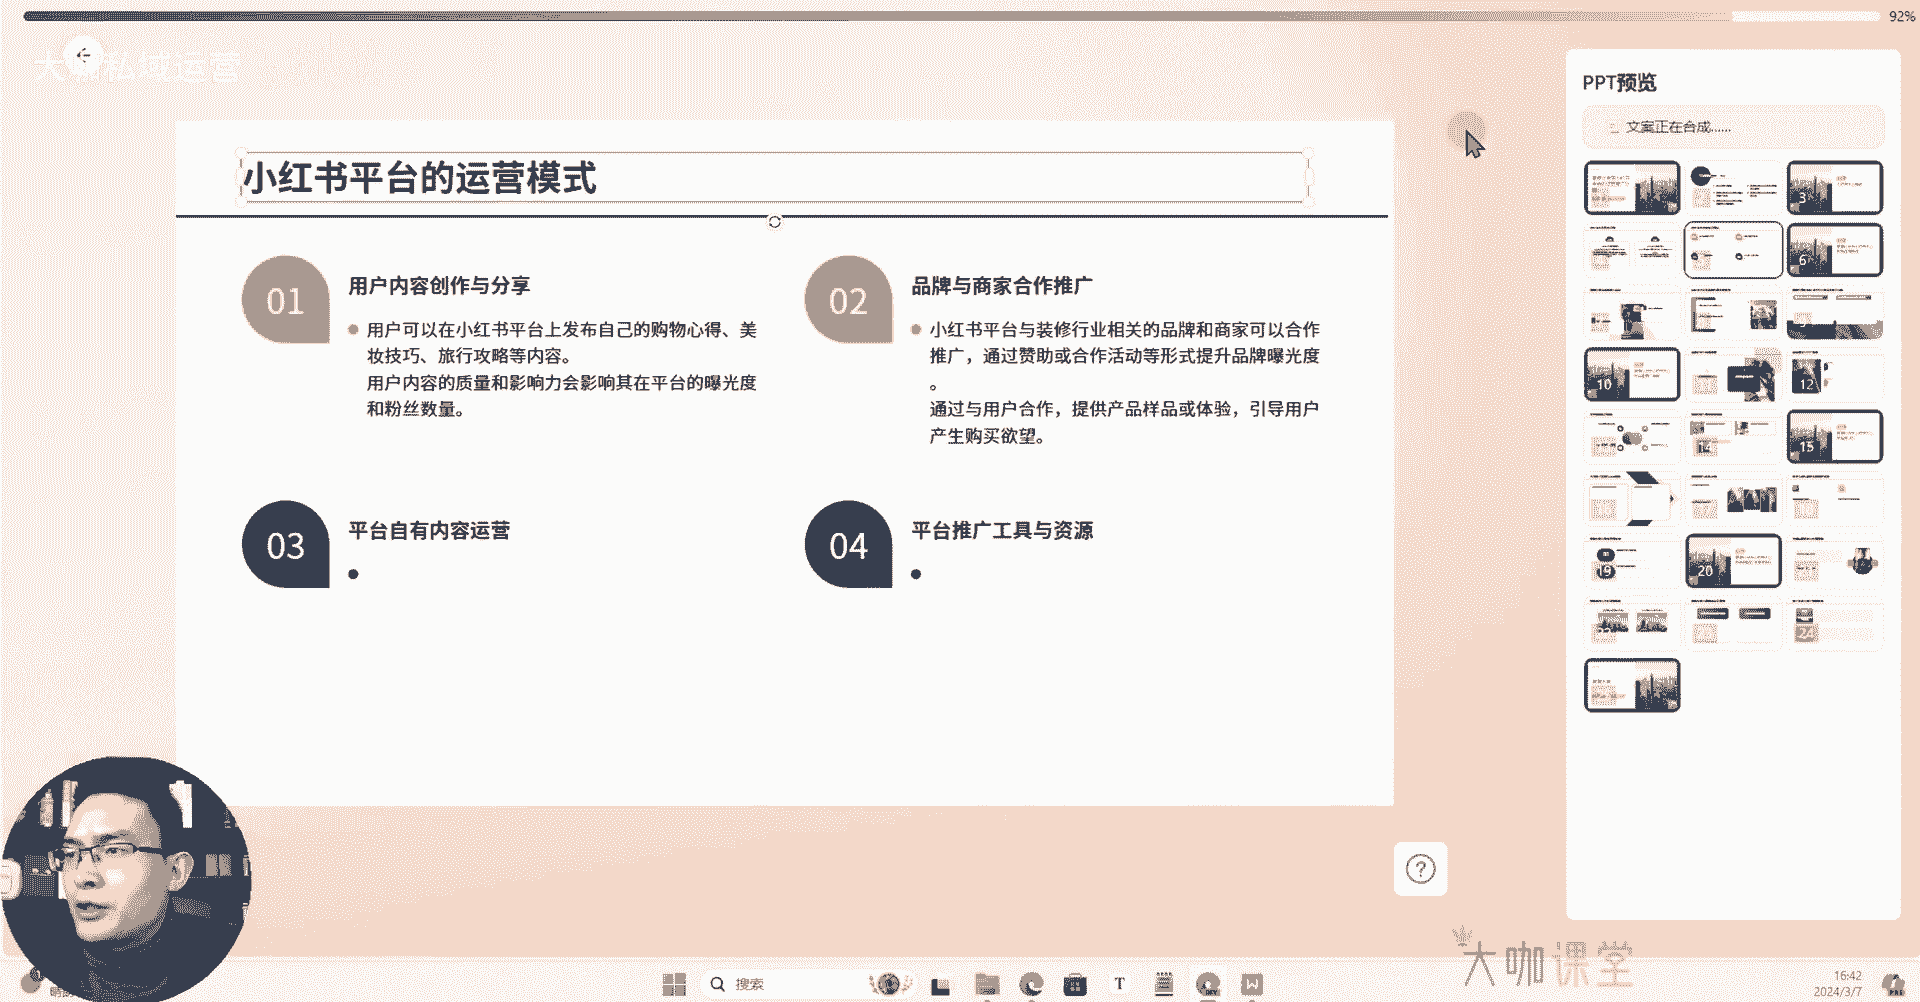 92%
大咖私域运营
PPT预览
文案正在合成......
小红书平台的运营模式
01
用户内容创作与分享
用户可以在小红书平台上发布自己的购物心得、美
妆技巧、旅行攻略等内容。
用户内容的质量和影响力会影响其在平台的曝光度
和粉丝数量。
02
品牌与商家合作推广
小红书平台与装修行业相关的品牌和商家可以合作
推广，通过赞助或合作活动等形式提升品牌曝光度
。
通过与用户合作，提供产品样品或体验，引导用户
产生购买欲望。
03
平台自有内容运营
04
平台推广工具与资源
3
6
10
12
15
19
20
24
大咖课堂
搜索
16:42
2024/3/7